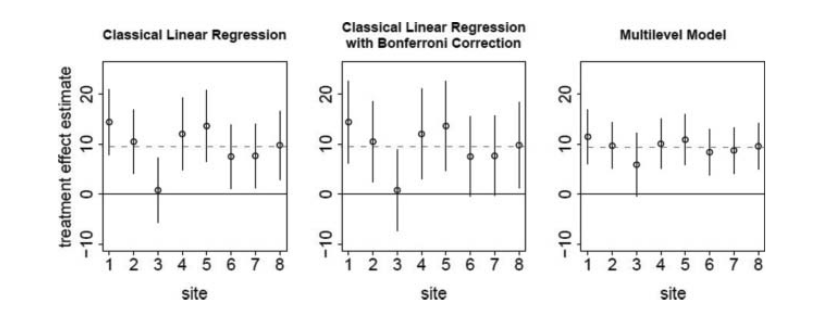 Classical Linear Regression
Classical Linear Regression
with Bonferroni Correction
Multilevel Model
treatment effect estimate
20
10
0
-10
1 2 3 4 5 6 7 8
site
20
10
0
-10
1 2 3 4 5 6 7 8
site
20
10
0
-10
1 2 3 4 5 6 7 8
site